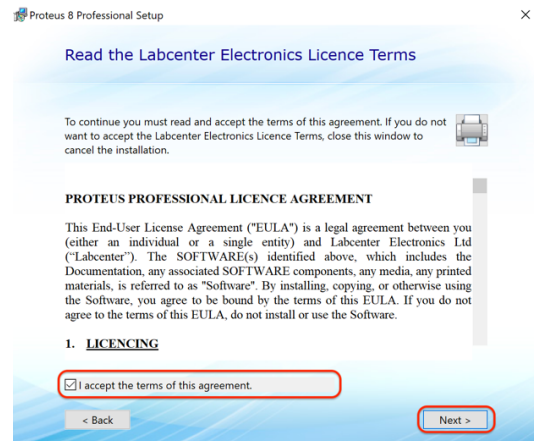 Proteus 8 Professional Setup
Read the Labcenter Electronics Licence Terms
To continue you must read and accept the terms of this agreement. If you do not
want to accept the Labcenter Electronics Licence Terms, close this window to
cancel the installation.
PROTEUS PROFESSIONAL LICENCE AGREEMENT
This End-User License Agreement ("EULA") is a legal agreement between you
(either an individual or a single entity) and Labcenter Electronics Ltd
(“Labcenter”). The SOFTWARE(s) identified above, which includes the
Documentation, any associated SOFTWARE components, any media, any printed
materials, is referred to as "Software". By installing, copying, or otherwise using
the Software, you agree to be bound by the terms of this EULA. If you do not
agree to the terms of this EULA, do not install or use the Software.
1. LICENCING
I accept the terms of this agreement.
< Back
Next >